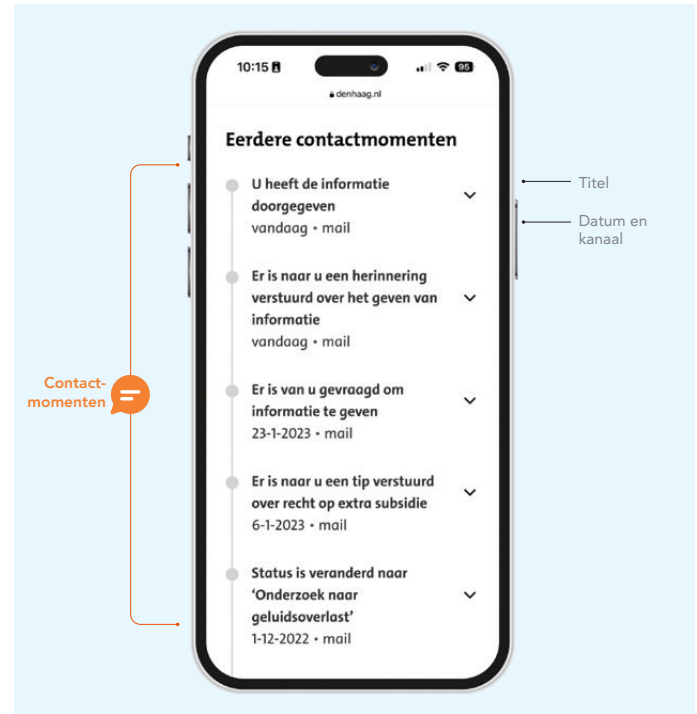 10:15
95
denhaag.nl
Eerdere contactmomenten
U heeft de informatie
doorgegeven
vandaag • mail
Er is naar u een herinnering
verstuurd over het geven van
informatie
vandaag • mail
Er is van u gevraagd om
informatie te geven
23-1-2023 • mail
Er is naar u een tip verstuurd
over recht op extra subsidie
6-1-2023 • mail
Status is veranderd naar
‘Onderzoek naar
geluidsoverlast’
1-12-2022 • mail
Contact-
momenten
Titel
Datum en
kanaal